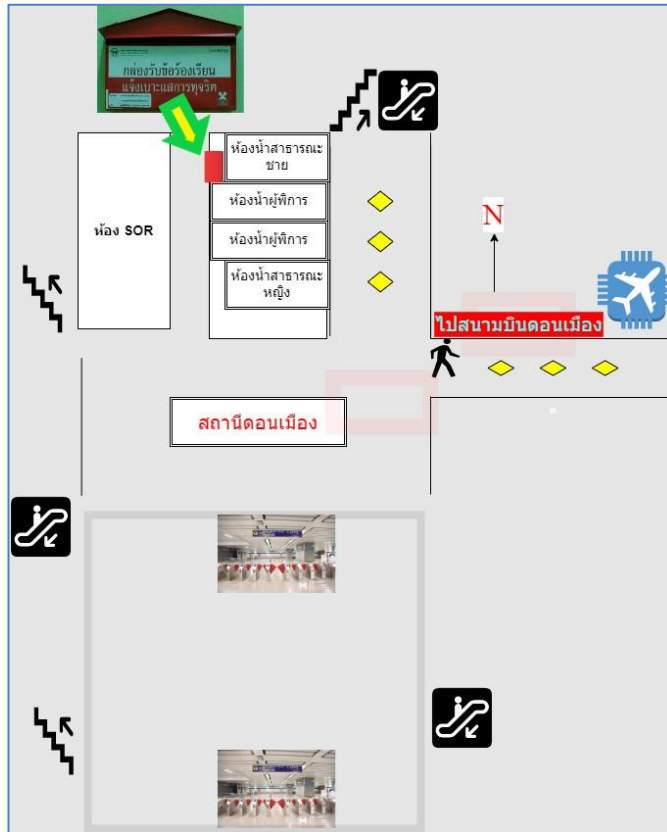 กล่องรับข้อร้องเรียน
แจ้งเบาะแสการทุจริต
ห้องน้ำสาธารณะ
ชาย
ห้องน้ำผู้พิการ
ห้อง SOR
ห้องน้ำผู้พิการ
ห้องน้ำสาธารณะ
หญิง
N
ไปสนามบินดอนเมือง
สถานีดอนเมือง